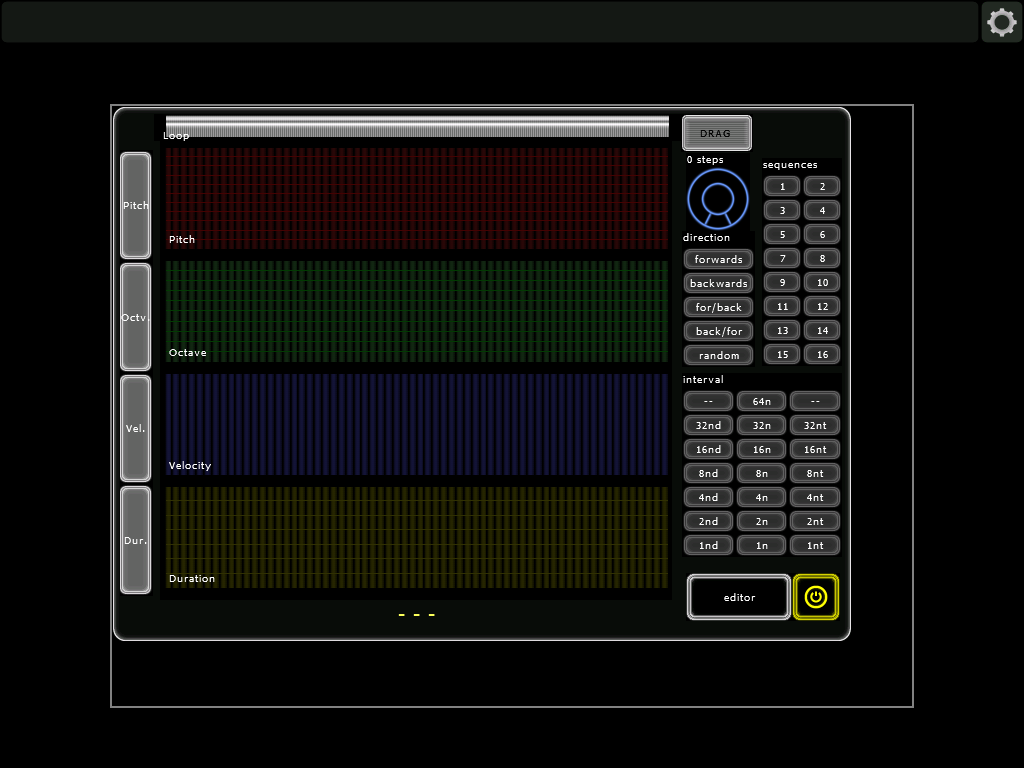 Loop
DRAG
0 steps
sequences
Pitch
1 2
3 4
5 6
7 8
9 10
11 12
13 14
15 16
Pitch
direction
forwards
backwards
for/back
back/for
random
Octv.
Octave
interval
-- 64n --
32nd 32n 32nt
16nd 16n 16nt
8nd 8n 8nt
4nd 4n 4nt
2nd 2n 2nt
1nd 1n 1nt
Vel.
Velocity
Dur.
Duration
editor
---